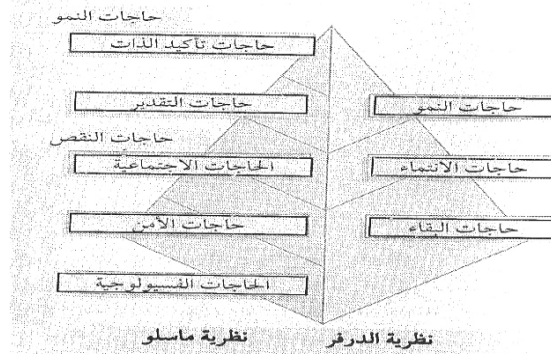 حاجات النمو
حاجات تأكيد الذات
حاجات التقدير
حاجات النمو
حاجات النقص
الحاجات الاجتماعية
حاجات الانتماء
حاجات الأمن
حاجات البقاء
الحاجات الفسيولوجية
نظرية الدرفر
نظرية ماسلو